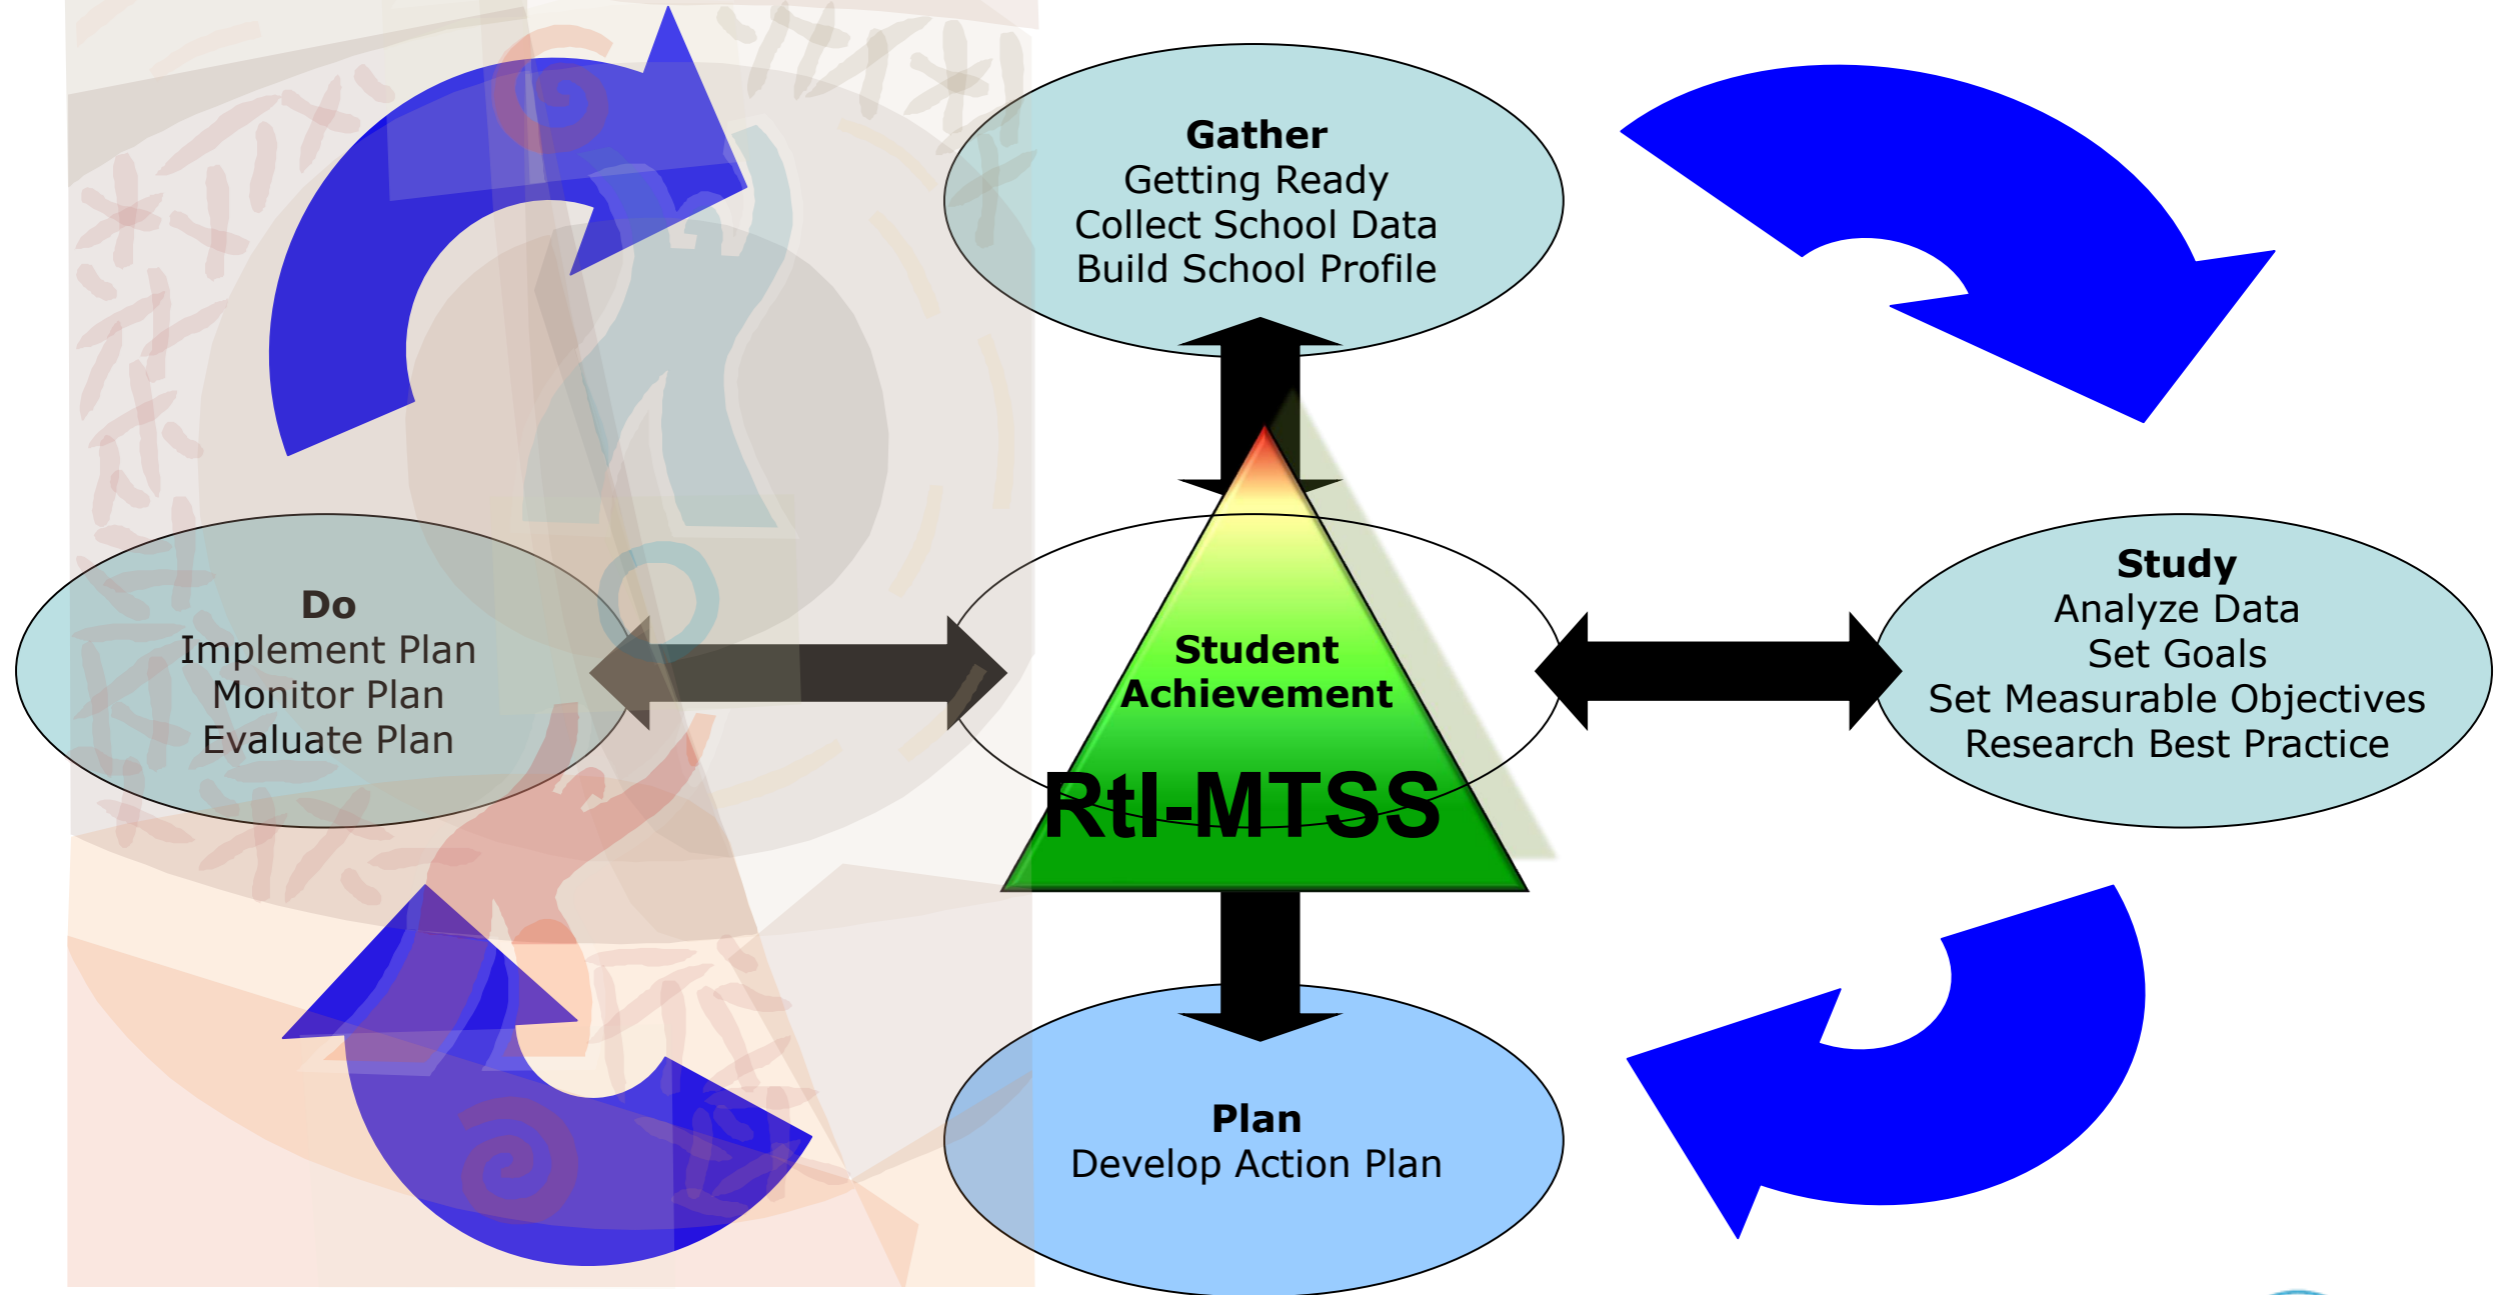 Gather
Getting Ready
Collect School Data
Build School Profile
Do
Implement Plan
Monitor Plan
Evaluate Plan
Student
Achievement
RtI-MTSS
Study
Analyze Data
Set Goals
Set Measurable Objectives
Research Best Practice
Plan
Develop Action Plan